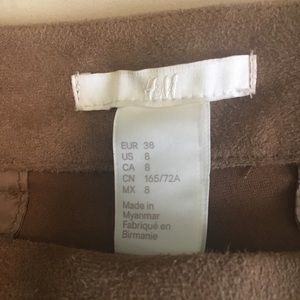 H&M
EUR 38
US 8
CA 8
CN 165/72A
MX 8
Made in
Myanmar
Fabriqué en
Birmanie